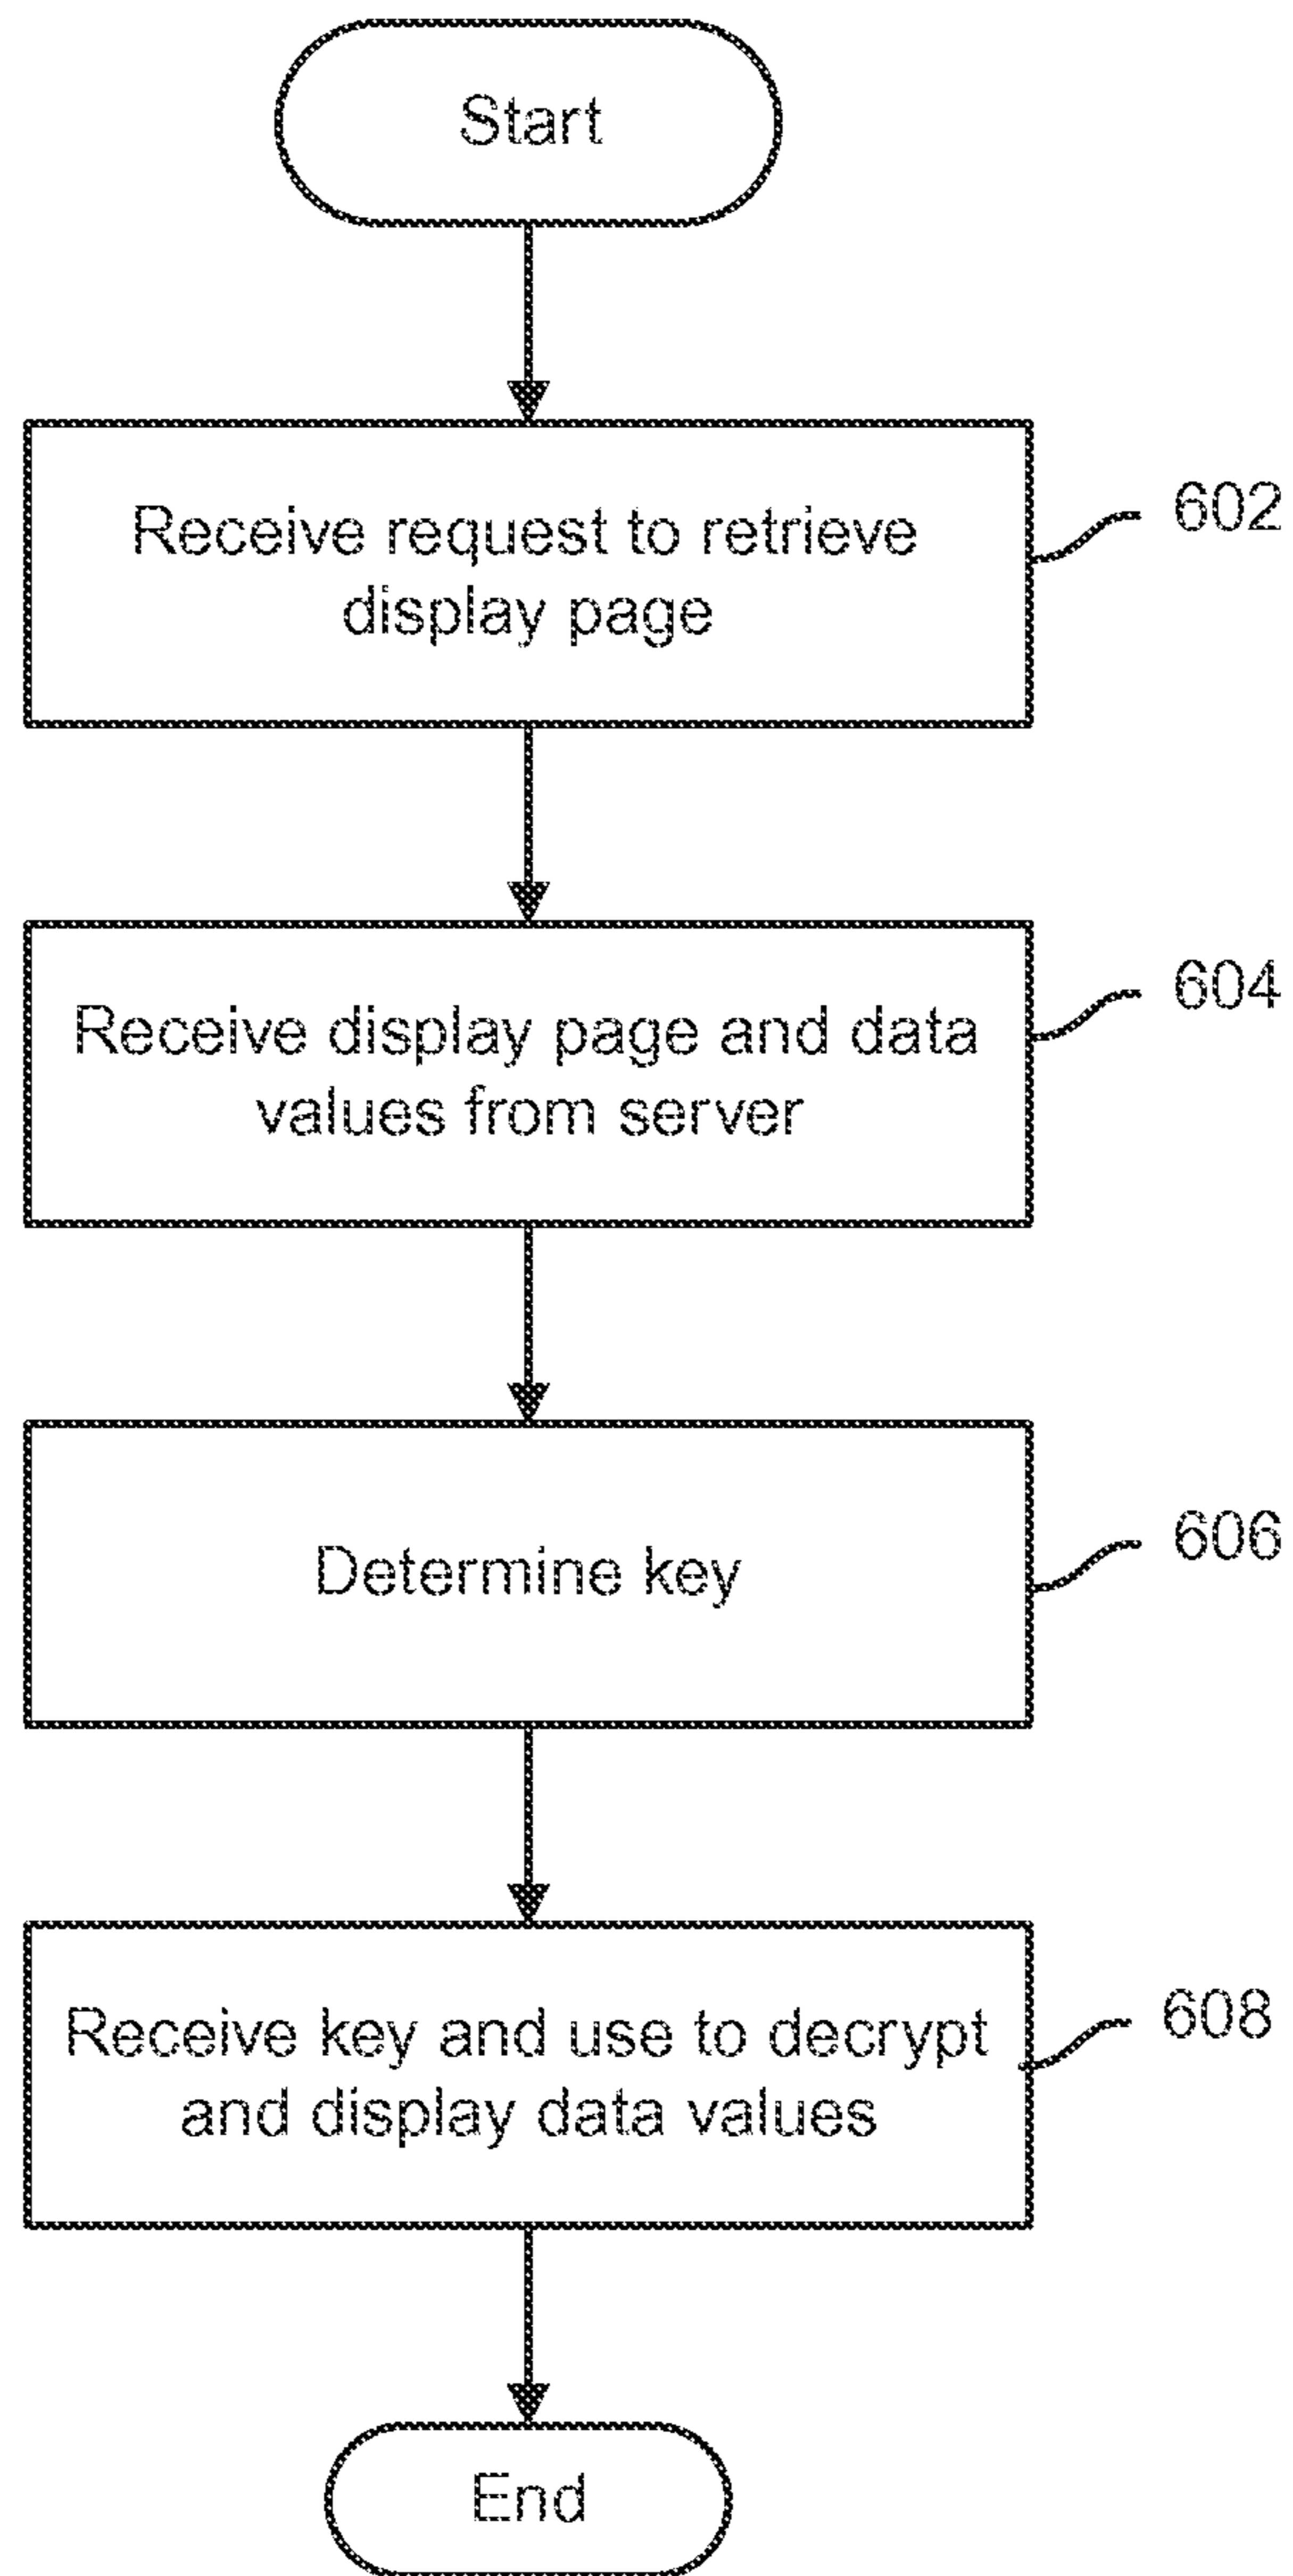 Start
Receive request to retrieve
display page
602
Receive display page and data
values from server
604
Determine key
606
Receive key and use to decrypt
and display data values
608
End